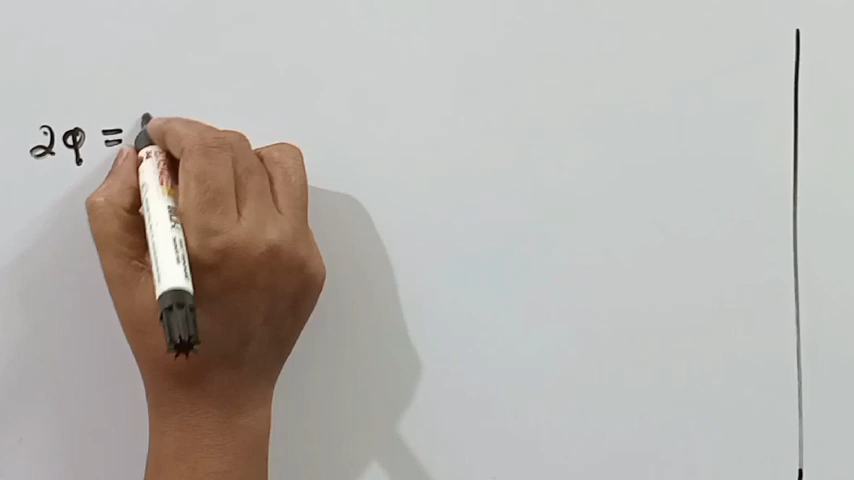 2φ =